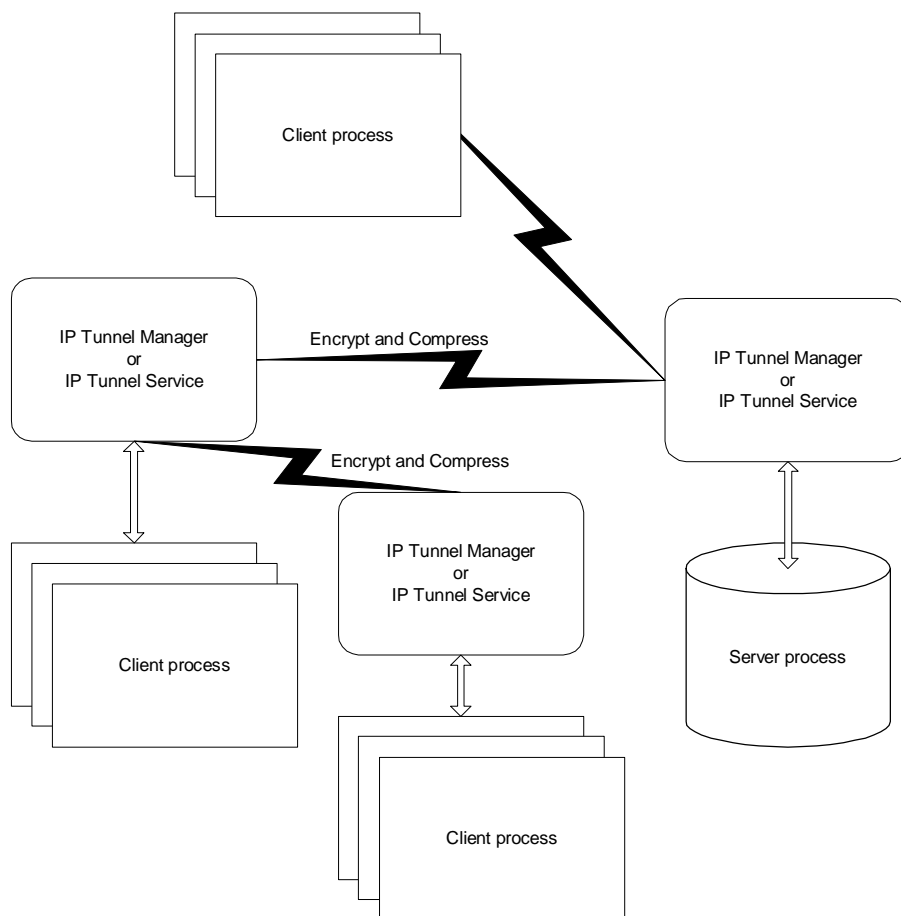 Client process
IP Tunnel Manager
or
IP Tunnel Service
Encrypt and Compress
IP Tunnel Manager
or
IP Tunnel Service
Encrypt and Compress
IP Tunnel Manager
or
IP Tunnel Service
Client process
Server process
Client process